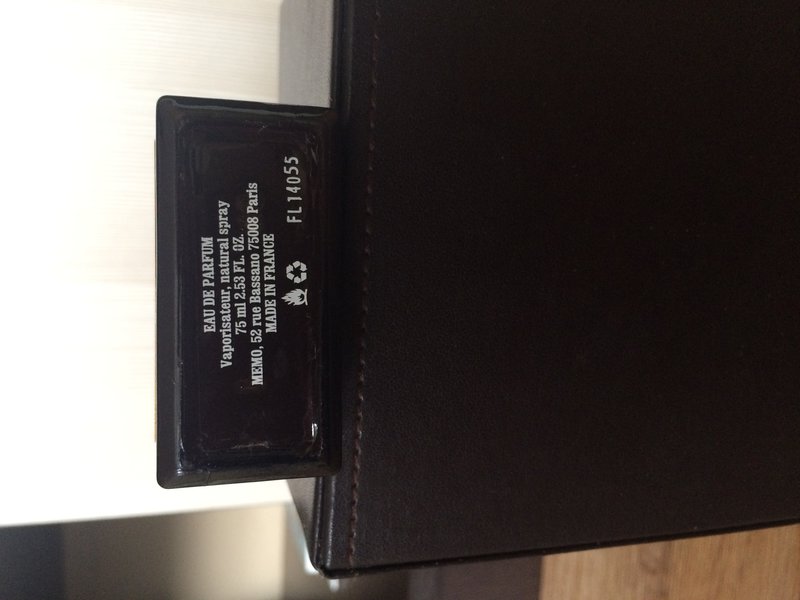 EAU DE PARFUM
Vaporisateur, natural spray
75 ml 2.53 FL. OZ.
MEMO, 52 rue Bassano 75008 Paris
MADE IN FRANCE
FL14055